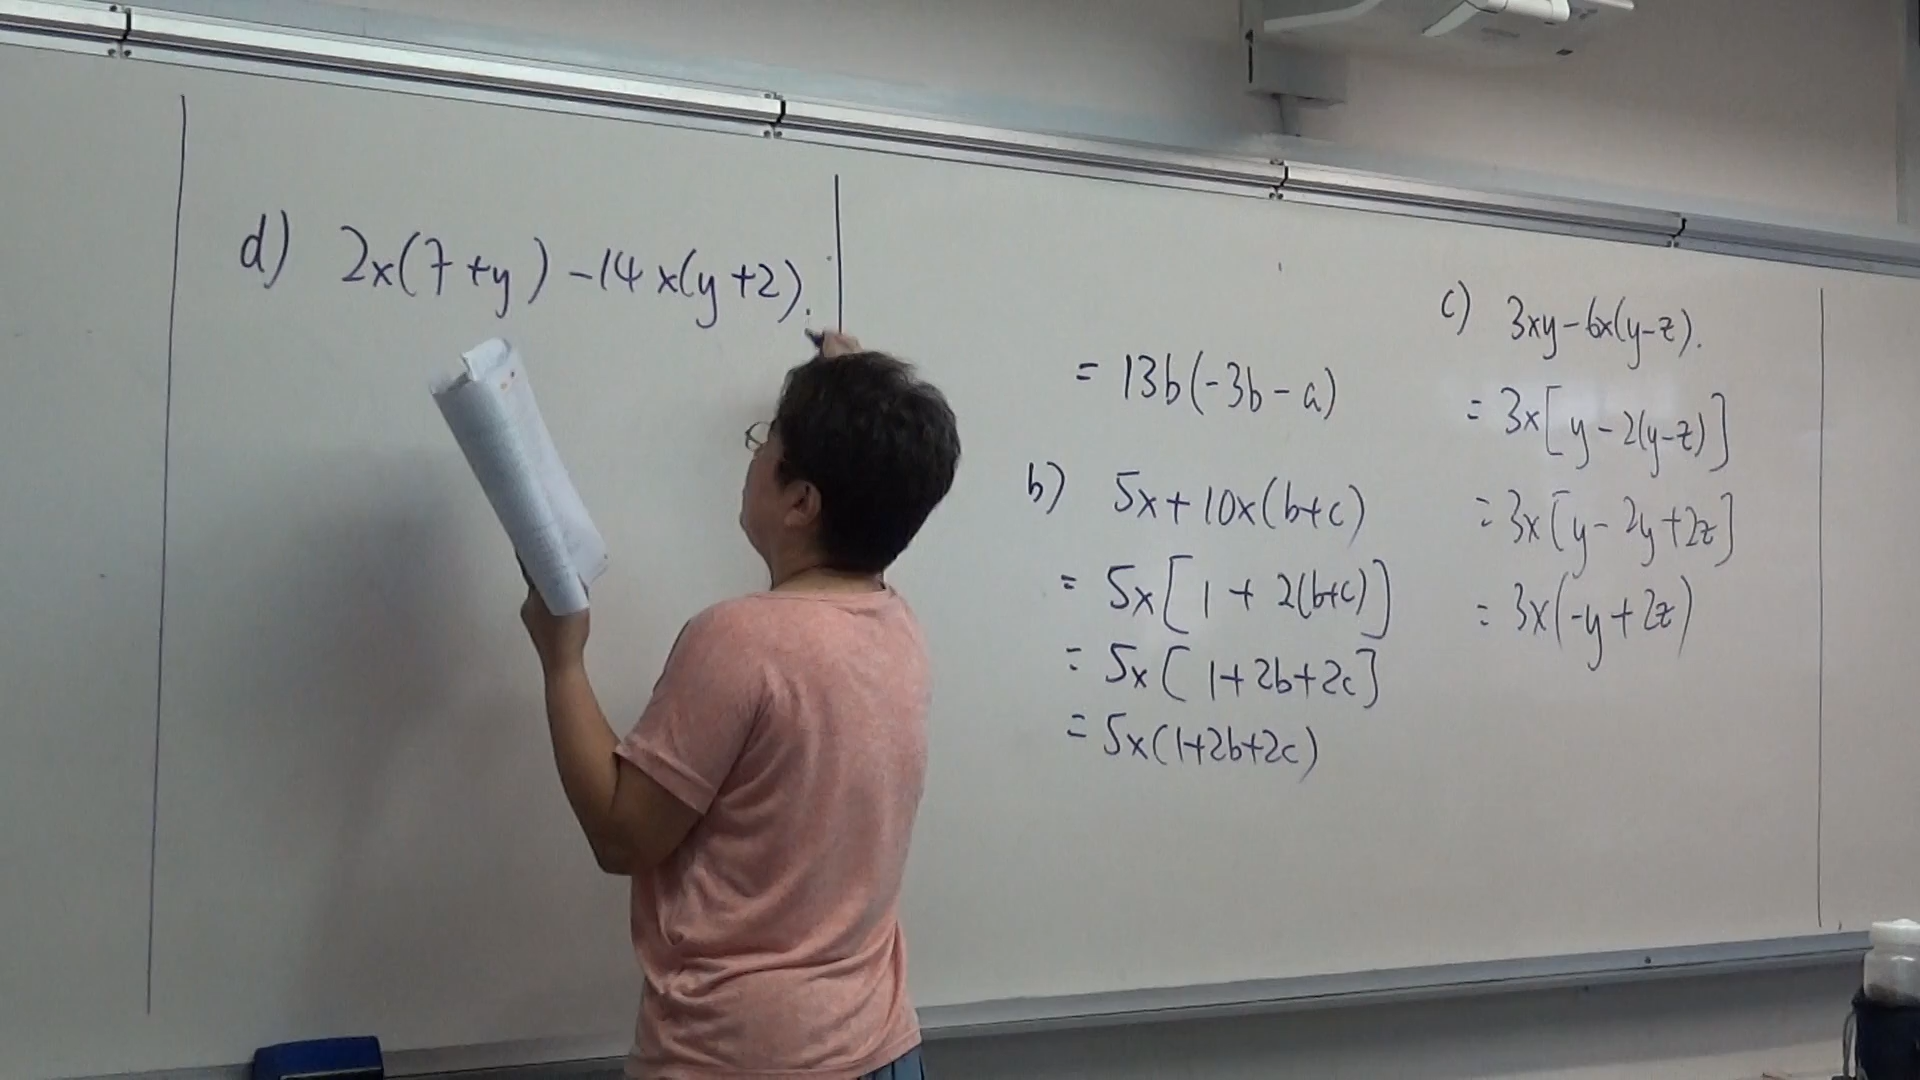 d) 2x(7+y) -14x(y+2).
= 13b(-3b-a)
b) 5x+10x(b+c)
= 5x[1 + 2(b+c)]
= 5x[1+2b+2c]
= 5x(1+2b+2c)
c) 3xy-6x(y-z).
= 3x[y-2(y-z)]
= 3x[y-2y+2z]
= 3x(-y+2z)